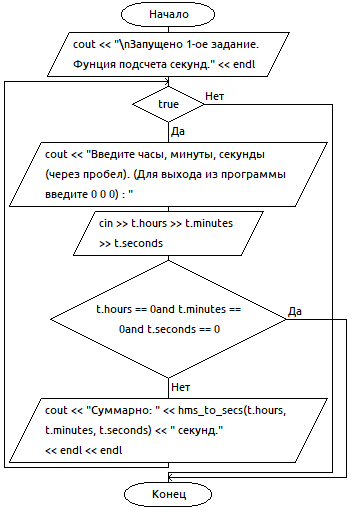 Начало
cout << "\nЗапущено 1-ое задание.
Фунция подсчета секунд." << endl
true
Нет
Да
cout << "Введите часы, минуты, секунды
(через пробел). (Для выхода из программы
введите 0 0 0) : "
cin >> t.hours >> t.minutes
>> t.seconds
t.hours == 0and t.minutes ==
0and t.seconds == 0
Да
Нет
cout << "Суммарно: " << hms_to_secs(t.hours,
t.minutes, t.seconds) << " секунд."
<< endl << endl
Конец